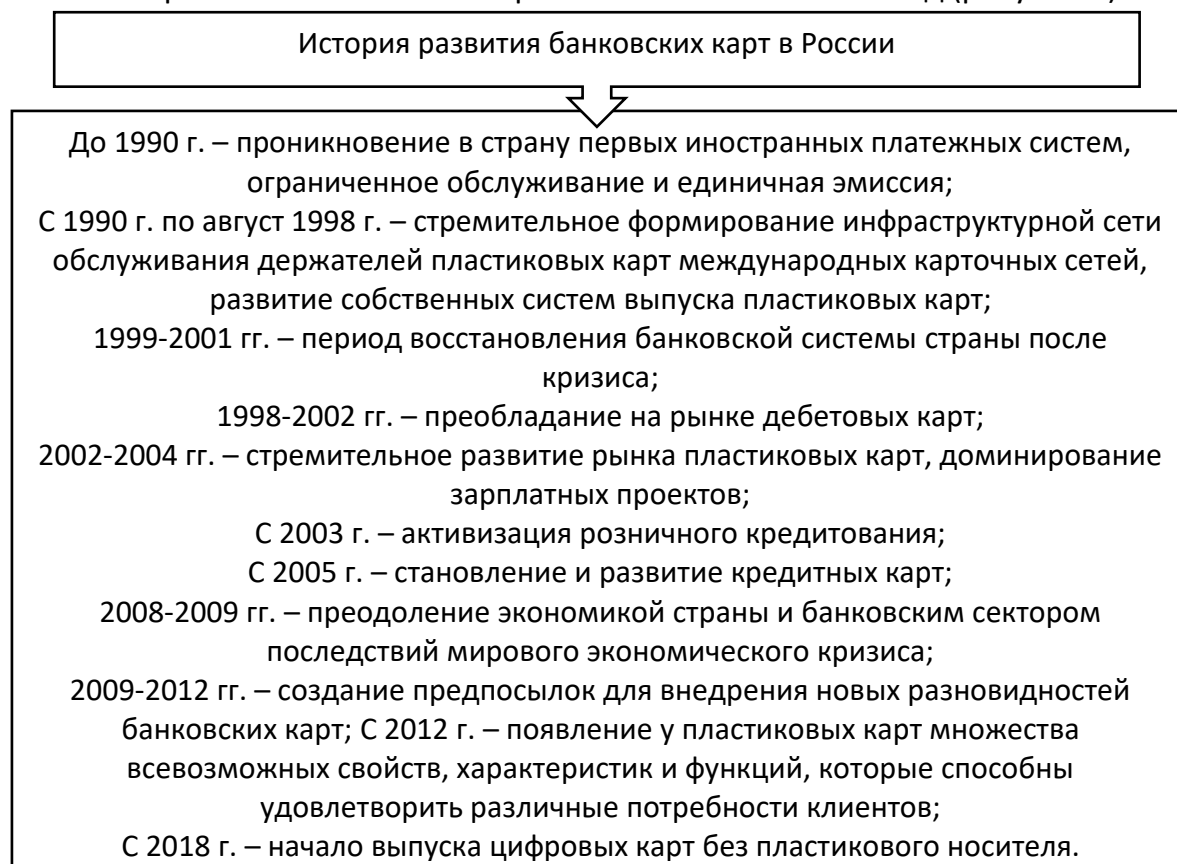 История развития банковских карт в России
До 1990 г. – проникновение в страну первых иностранных платежных систем,
ограниченное обслуживание и единичная эмиссия;
С 1990 г. по август 1998 г. – стремительное формирование инфраструктурной сети
обслуживания держателей пластиковых карт международных карточных сетей,
развитие собственных систем выпуска пластиковых карт;
1999-2001 гг. – период восстановления банковской системы страны после
кризиса;
1998-2002 гг. – преобладание на рынке дебетовых карт;
2002-2004 гг. – стремительное развитие рынка пластиковых карт, доминирование
зарплатных проектов;
С 2003 г. – активизация розничного кредитования;
С 2005 г. – становление и развитие кредитных карт;
2008-2009 гг. – преодоление экономикой страны и банковским сектором
последствий мирового экономического кризиса;
2009-2012 гг. – создание предпосылок для внедрения новых разновидностей
банковских карт; С 2012 г. – появление у пластиковых карт множества
всевозможных свойств, характеристик и функций, которые способны
удовлетворить различные потребности клиентов;
С 2018 г. – начало выпуска цифровых карт без пластикового носителя.